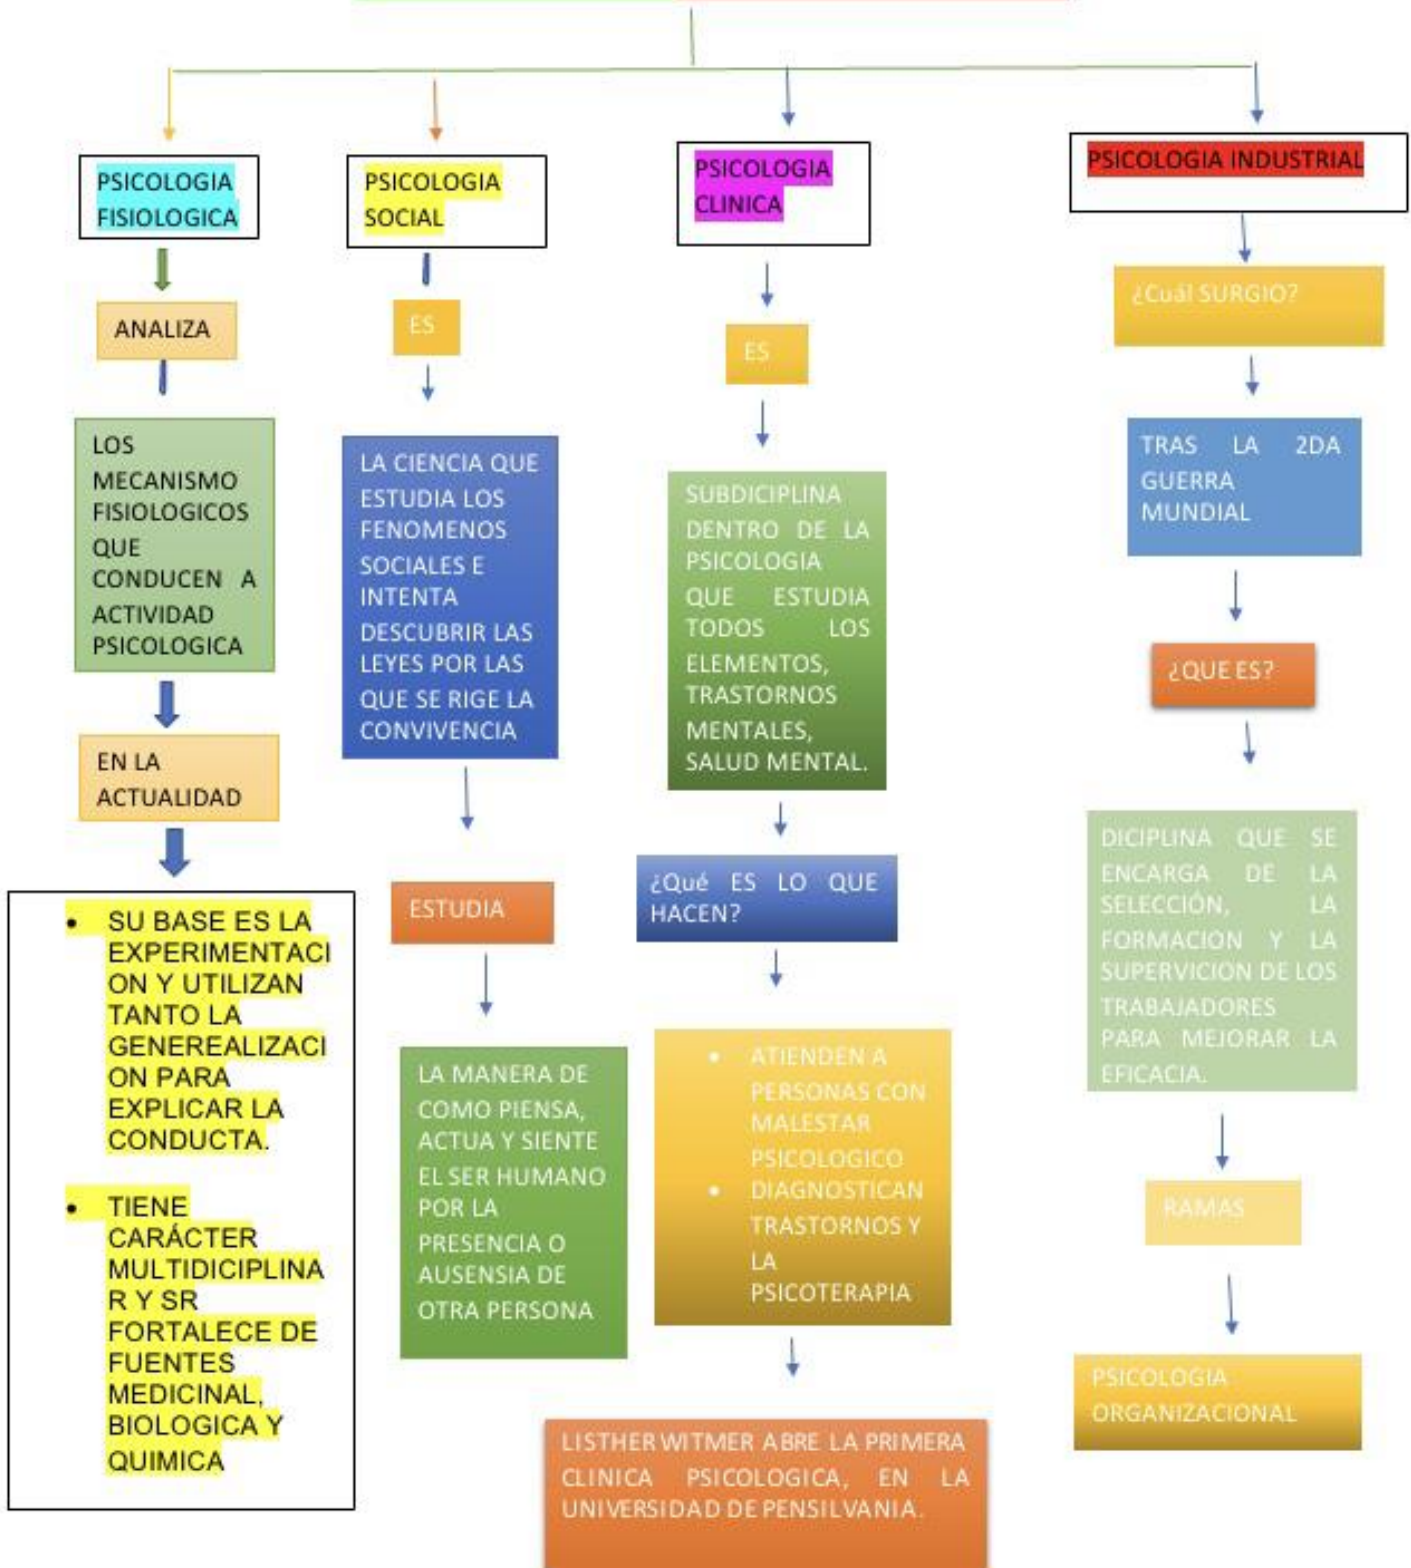 PSICOLOGIA
FISIOLOGICA
ANALIZA
LOS
MECANISMO
FISIOLOGICOS
QUE
CONDUCEN A
ACTIVIDAD
PSICOLOGICA
EN LA
ACTUALIDAD
• SU BASE ES LA
EXPERIMENTACI
ON Y UTILIZAN
TANTO LA
GENEREALIZACI
ON PARA
EXPLICAR LA
CONDUCTA.
• TIENE
CARÁCTER
MULTIDICIPLINA
R Y SR
FORTALECE DE
FUENTES
MEDICINAL,
BIOLOGICA Y
QUIMICA
PSICOLOGIA
SOCIAL
ES
LA CIENCIA QUE
ESTUDIA LOS
FENOMENOS
SOCIALES E
INTENTA
DESCUBRIR LAS
LEYES POR LAS
QUE SE RIGE LA
CONVIVENCIA
ESTUDIA
LA MANERA DE
COMO PIENSA,
ACTUA Y SIENTE
EL SER HUMANO
POR LA
PRESENCIA O
AUSENSIA DE
OTRA PERSONA
PSICOLOGIA
CLINICA
ES
SUBDICIPLINA
DENTRO DE LA
PSICOLOGIA
QUE ESTUDIA
TODOS LOS
ELEMENTOS,
TRASTORNOS
MENTALES,
SALUD MENTAL.
¿Qué ES LO QUE
HACEN?
• ATIENDEN A
PERSONAS CON
MALESTAR
PSICOLOGICO
• DIAGNOSTICAN
TRASTORNOS Y
LA
PSICOTERAPIA
LISTHER WITMER ABRE LA PRIMERA
CLINICA PSICOLOGICA, EN LA
UNIVERSIDAD DE PENSILVANIA.
PSICOLOGIA INDUSTRIAL
¿Cuál SURGIO?
TRAS LA 2DA
GUERRA
MUNDIAL
¿QUE ES?
DICIPLINA QUE SE
ENCARGA DE LA
SELECCIÓN, LA
FORMACION Y LA
SUPERVICION DE LOS
TRABAJADORES
PARA MEJORAR LA
EFICACIA.
RAMAS
PSICOLOGIA
ORGANIZACIONAL